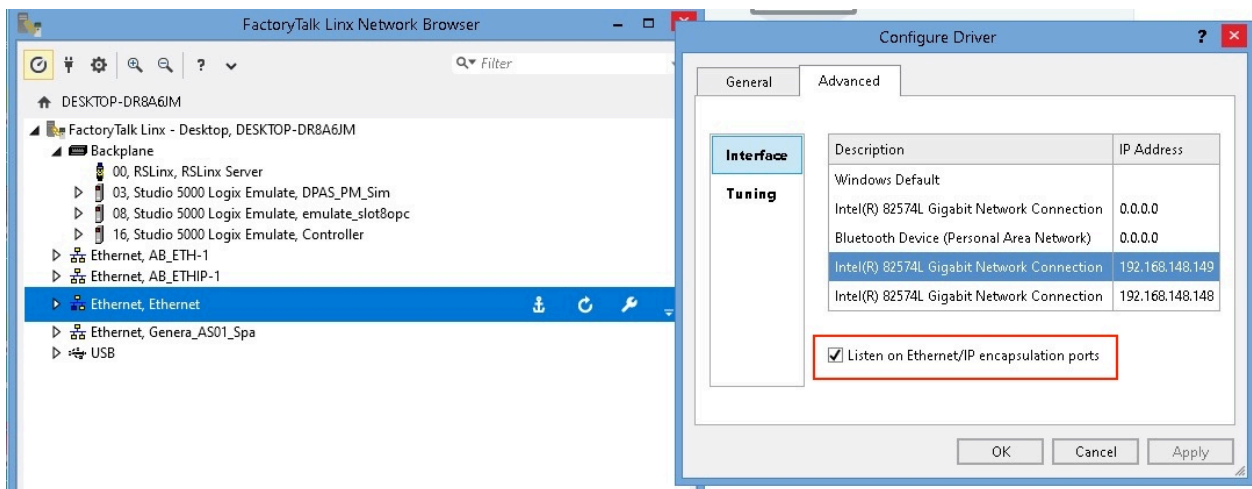 FactoryTalk Linx Network Browser
Filter
DESKTOP-DR8A6JM
FactoryTalk Linx - Desktop, DESKTOP-DR8A6JM
Backplane
00, RSLinx, RSLinx Server
03, Studio 5000 Logix Emulate, DPAS_PM_Sim
08, Studio 5000 Logix Emulate, emulate_slot8opc
16, Studio 5000 Logix Emulate, Controller
Ethernet, AB_ETH-1
Ethernet, AB_ETHIP-1
Ethernet, Ethernet
Ethernet, Genera_AS01_Spa
USB
Configure Driver
General Advanced
Interface
Tuning
Description IP Address
Windows Default
Intel(R) 82574L Gigabit Network Connection 0.0.0.0
Bluetooth Device (Personal Area Network) 0.0.0.0
Intel(R) 82574L Gigabit Network Connection 192.168.148.149
Intel(R) 82574L Gigabit Network Connection 192.168.148.148
Listen on Ethernet/IP encapsulation ports
OK Cancel Apply